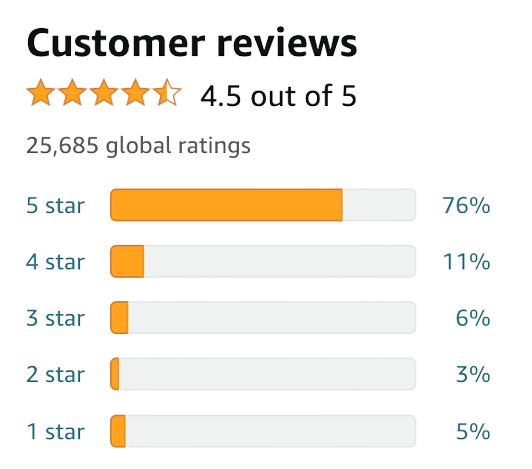 Customer reviews
4.5 out of 5
25,685 global ratings
5 star 76%
4 star 11%
3 star 6%
2 star 3%
1 star 5%